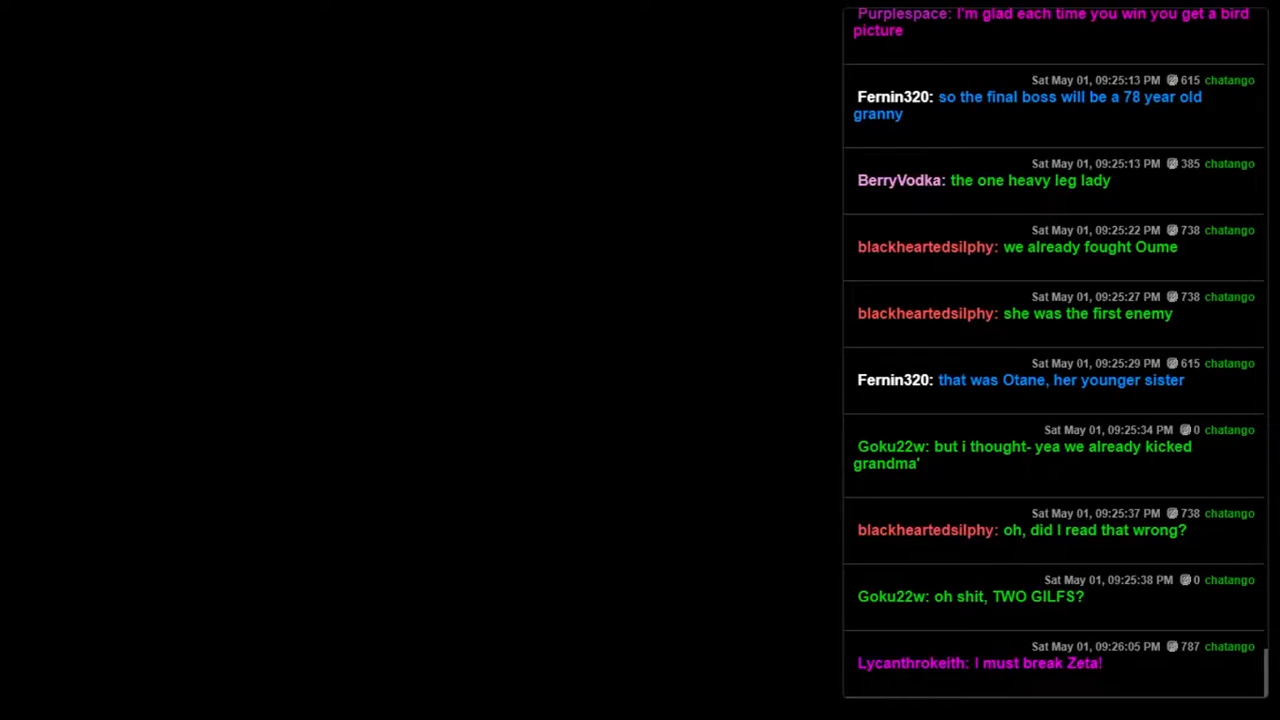 Purplespace: I'm glad each time you win you get a bird
picture
Sat May 01, 09:25:13 PM 615 chatango
Fernin320: so the final boss will be a 78 year old
granny
Sat May 01, 09:25:13 PM 385 chatango
BerryVodka: the one heavy leg lady
Sat May 01, 09:25:22 PM 738 chatango
blackheartedsilphy: we already fought Oume
Sat May 01, 09:25:27 PM 738 chatango
blackheartedsilphy: she was the first enemy
Sat May 01, 09:25:29 PM 615 chatango
Fernin320: that was Otane, her younger sister
Sat May 01, 09:25:34 PM 0 chatango
Goku22w: but i thought- yea we already kicked
grandma'
Sat May 01, 09:25:37 PM 738 chatango
blackheartedsilphy: oh, did I read that wrong?
Sat May 01, 09:25:38 PM 0 chatango
Goku22w: oh shit, TWO GILFS?
Sat May 01, 09:26:05 PM 787 chatango
Lycanthrokeith: I must break Zeta!